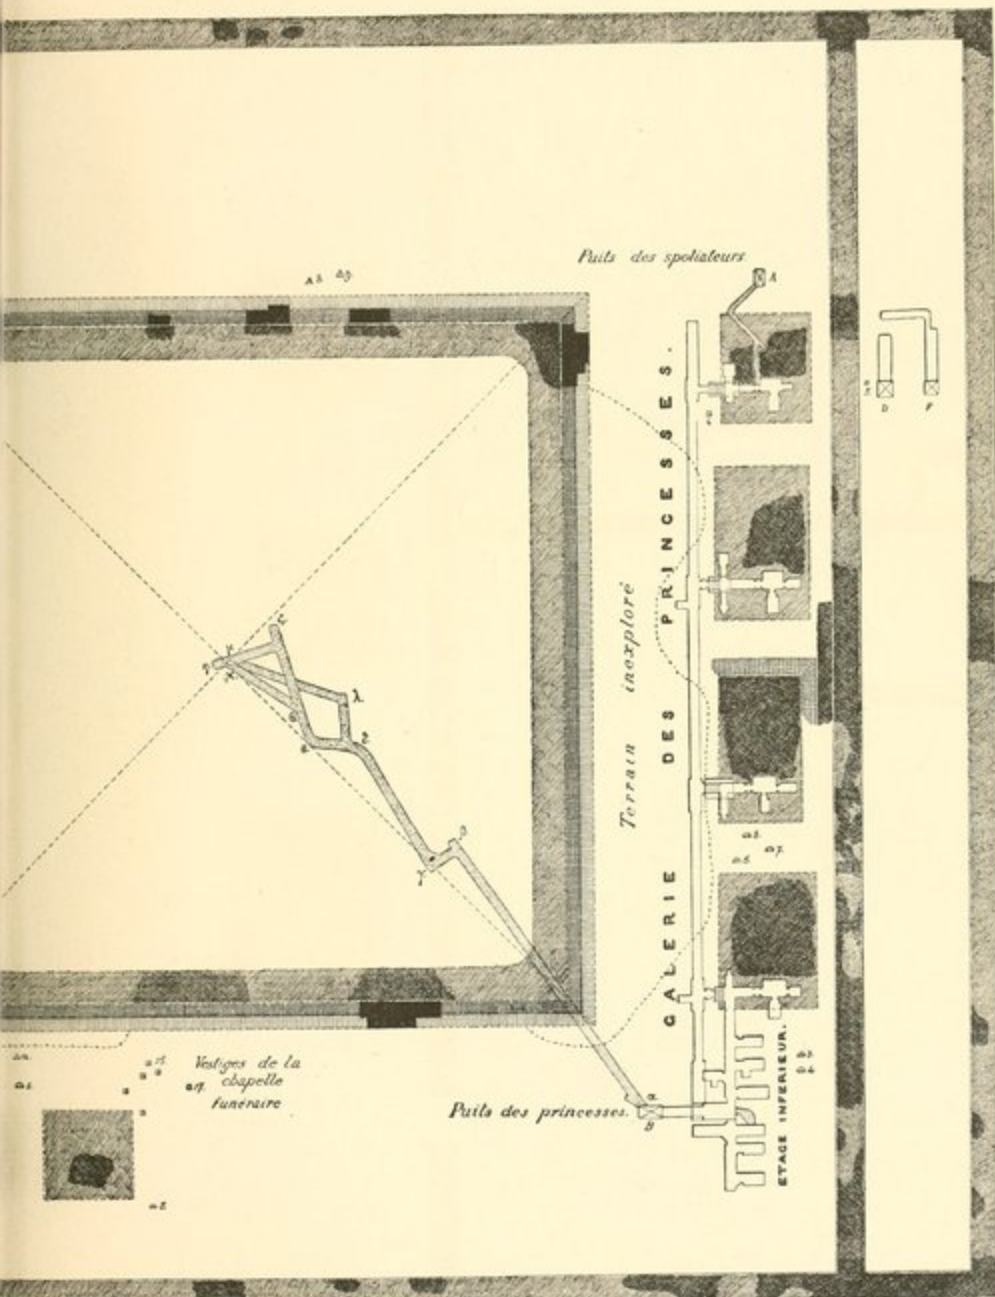 Puits des spoliateurs
A
D
F
GALERIE DES PRINCESSES.
Terrain inexploré
λ
γ
Vestiges de la
chapelle
funéraire
Puits des princesses.
α
B
ETAGE INFERIEUR.